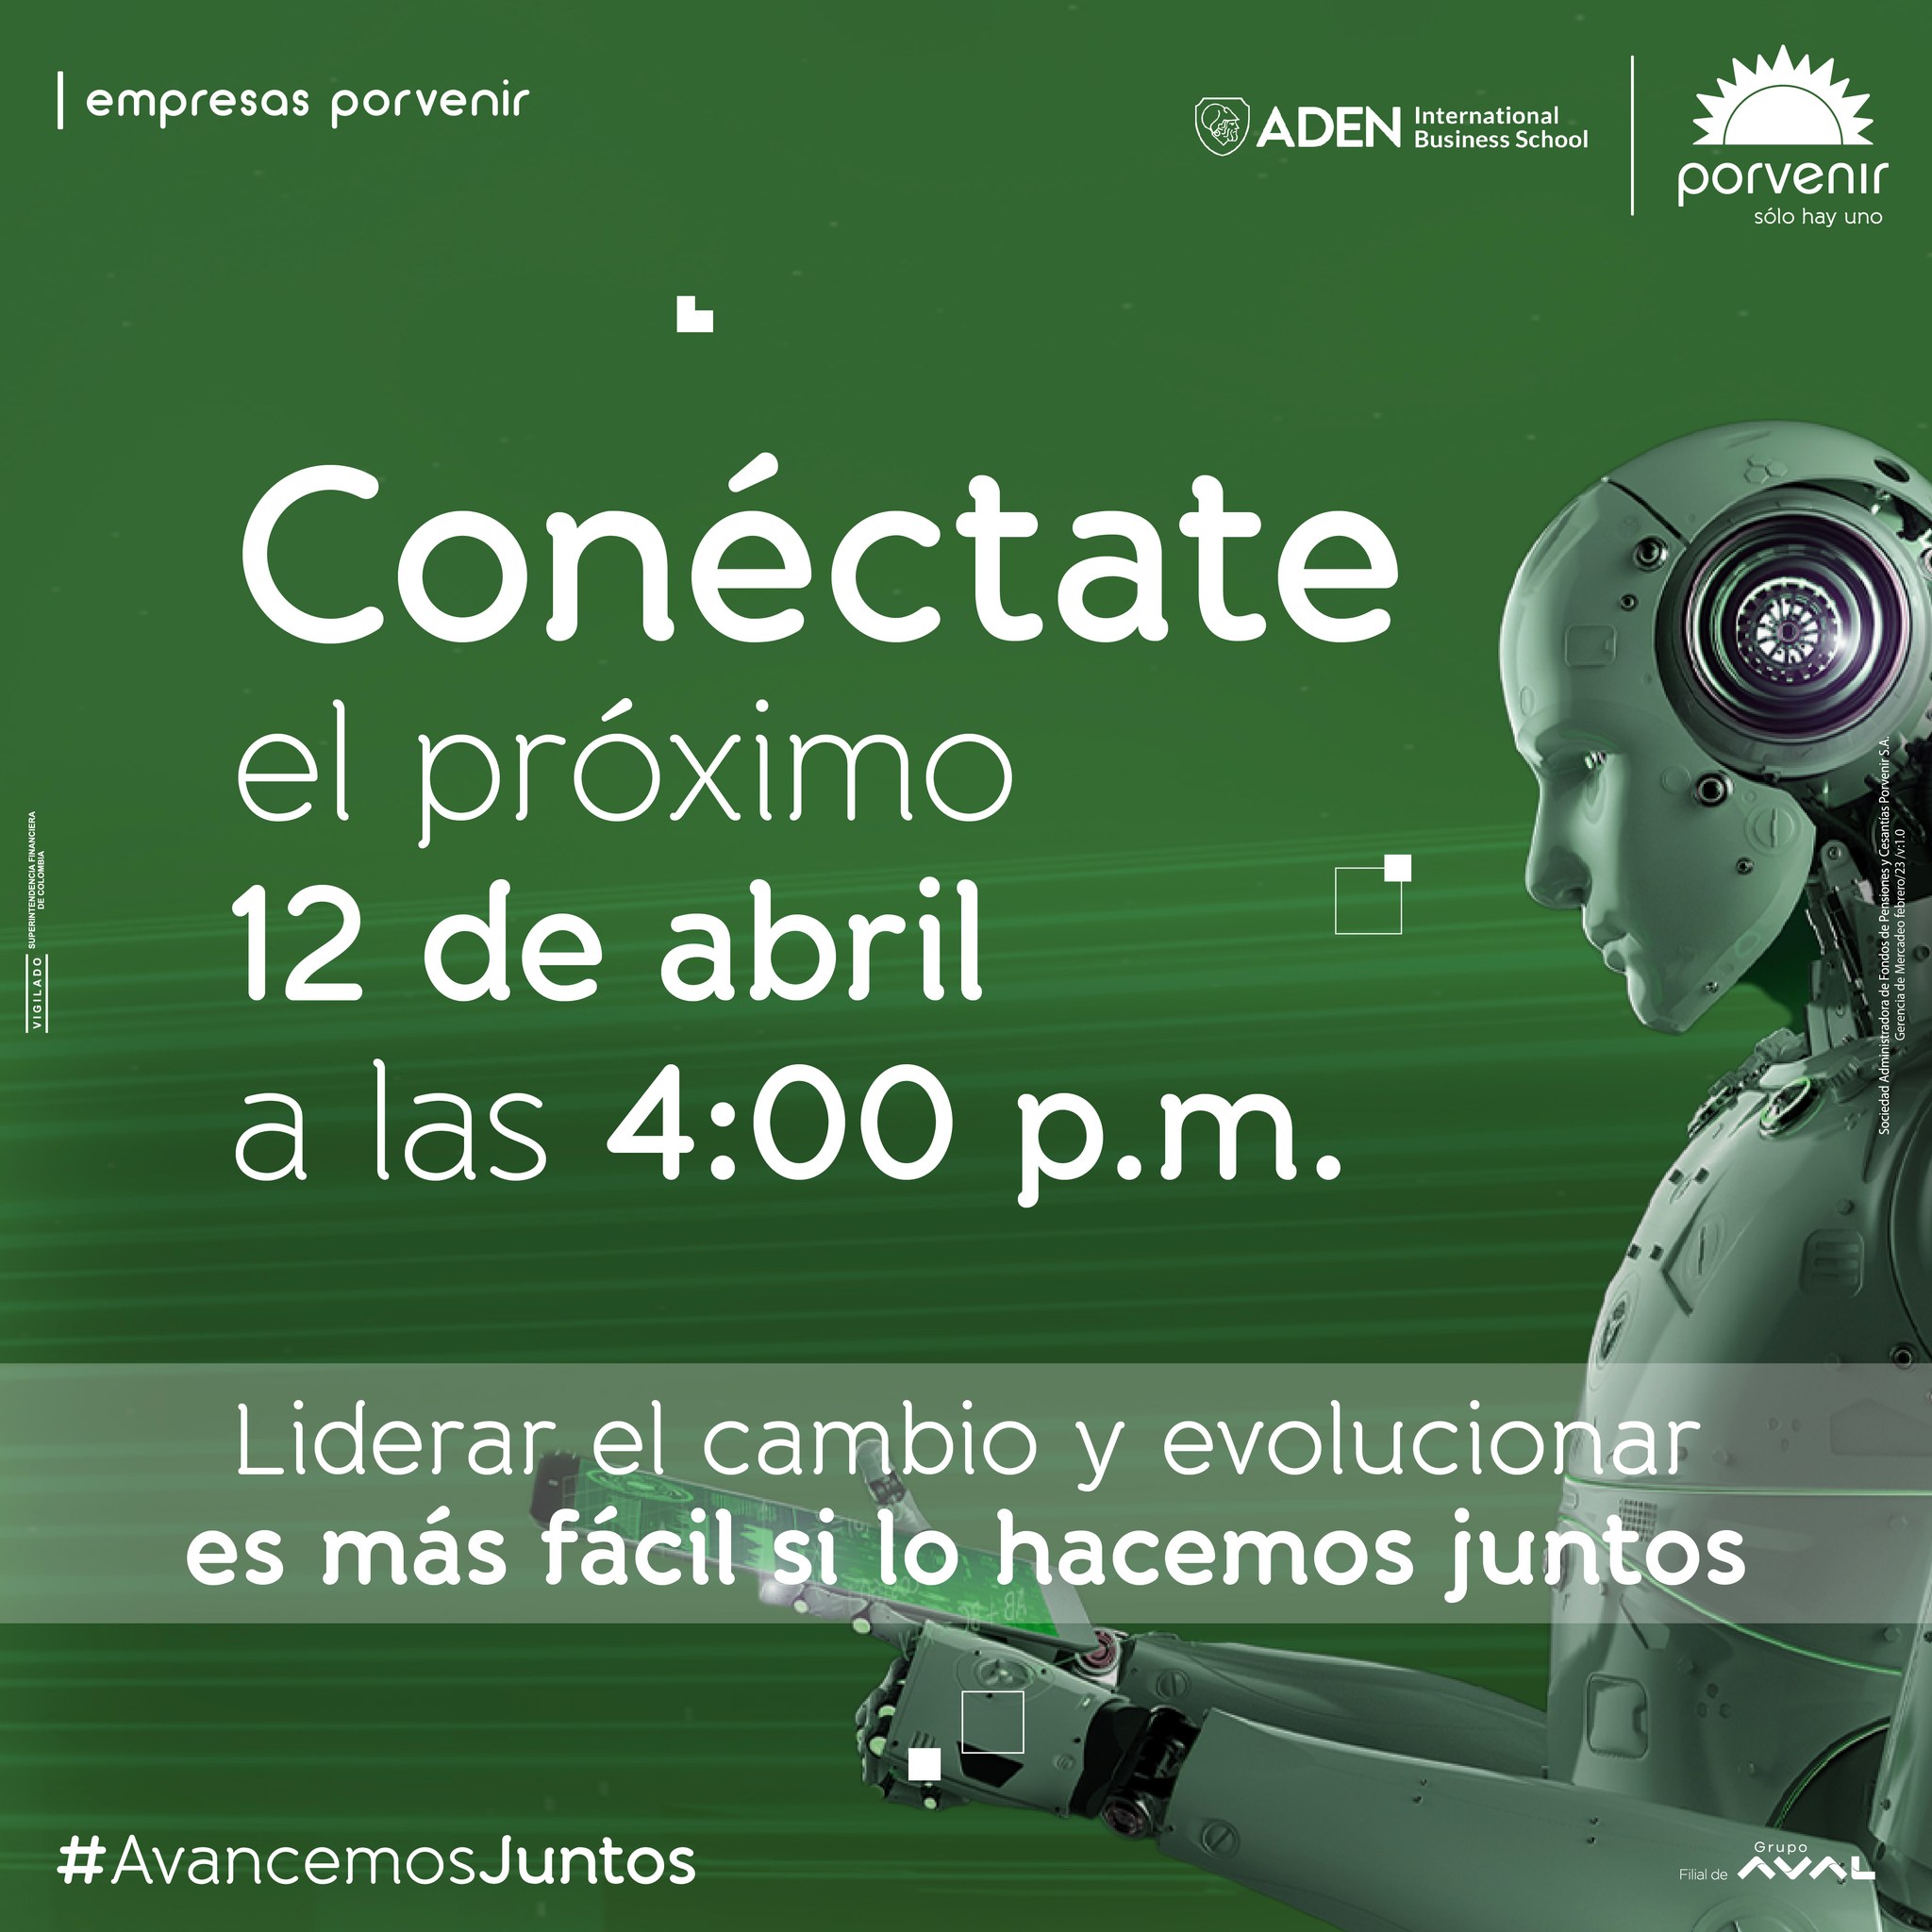 empresas porvenir
ADEN International
Business School
porvenir
sólo hay uno
Conéctate
el próximo
12 de abril
a las 4:00 p.m.
VIGILADO SUPERINTENDENCIA FINANCIERA
DE COLOMBIA
Sociedad Administradora de Fondos de Pensiones y Cesantías Porvenir S.A.
Gerencia de Mercadeo febrero/23 /v:1.0
Liderar el cambio y evolucionar
es más fácil si lo hacemos juntos
#AvancemosJuntos
Grupo
Filial de AVAL